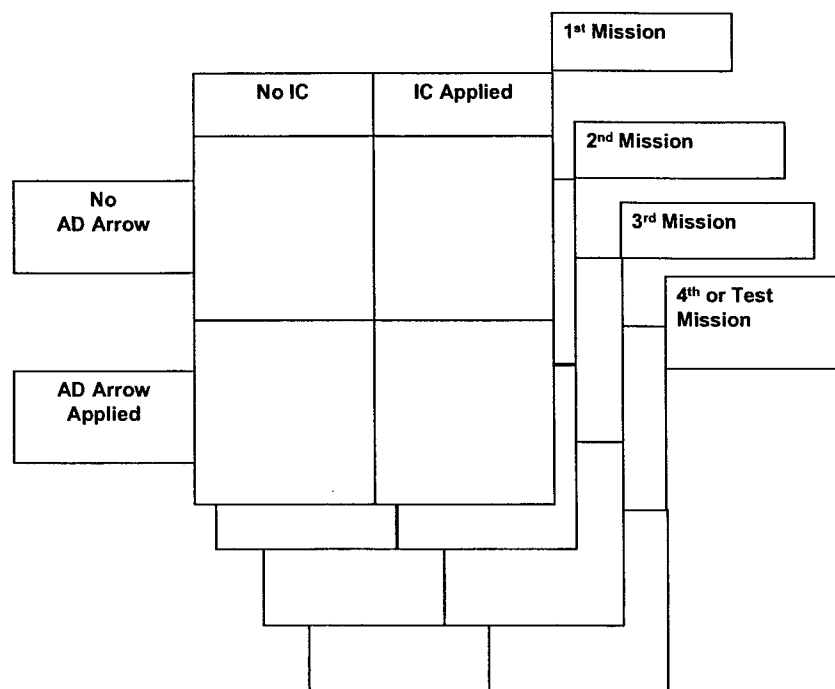 1st Mission
No IC
IC Applied
2nd Mission
No
AD Arrow
3rd Mission
4th or Test
Mission
AD Arrow
Applied